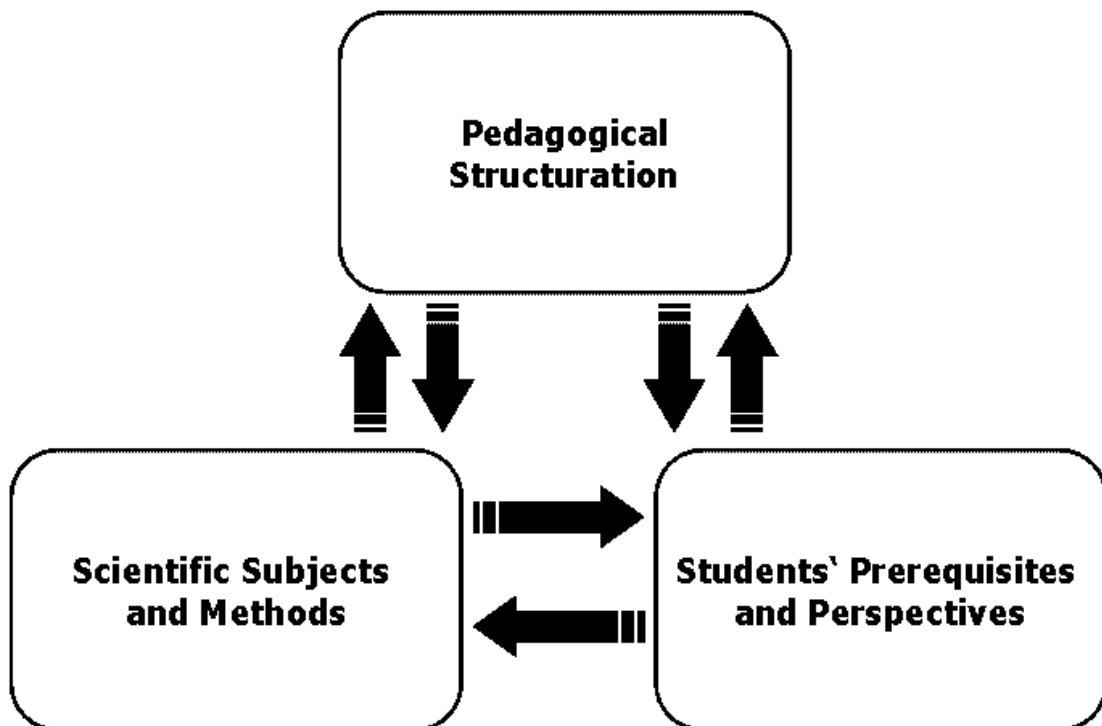 Pedagogical
Structuration
Scientific Subjects
and Methods
Students‛ Prerequisites
and Perspectives